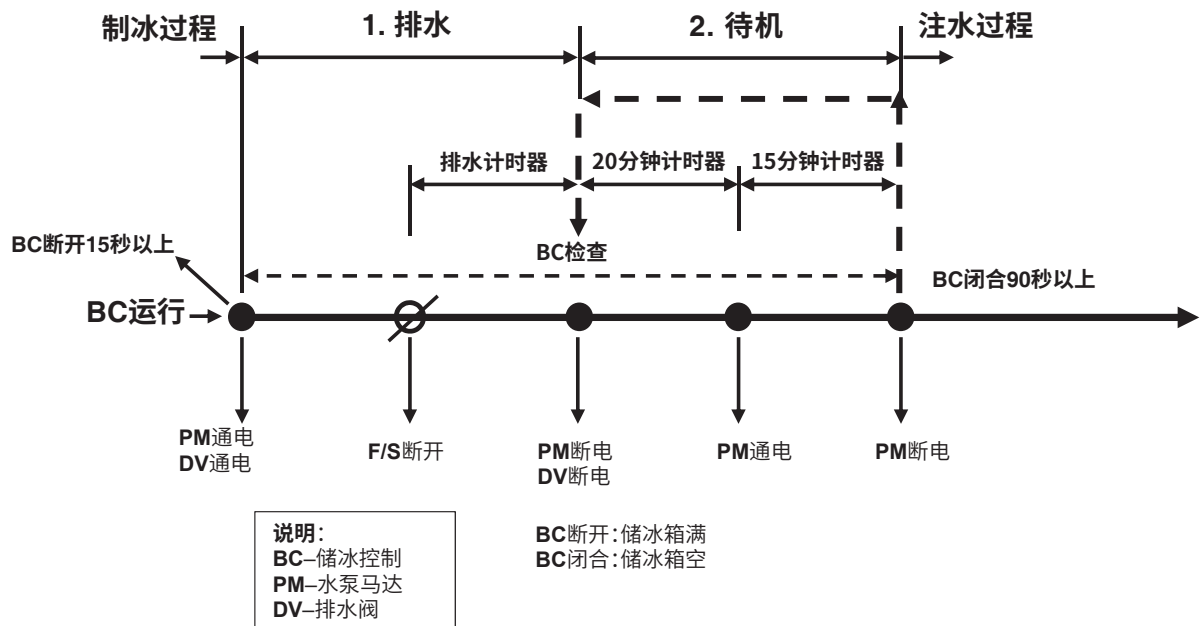 制冰过程
1. 排水
2. 待机
注水过程
排水计时器
20分钟计时器
15分钟计时器
BC断开15秒以上
BC检查
BC闭合90秒以上
BC运行
PM通电
DV通电
F/S断开
PM断电
DV断电
PM通电
PM断电
说明：
BC–储冰控制
PM–水泵马达
DV–排水阀
BC断开：储冰箱满
BC闭合：储冰箱空